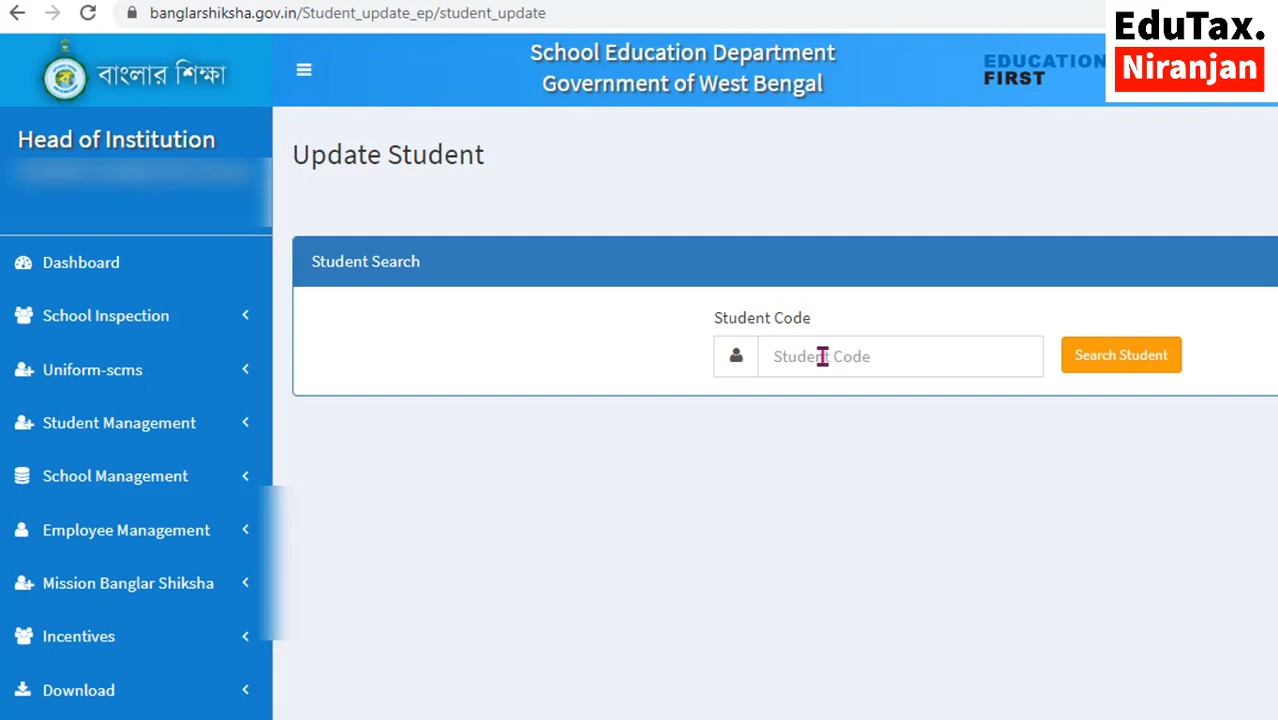 banglarshiksha.gov.in/Student_update_ep/student_update
EduTax.
Niranjan
বাংলার শিক্ষা
School Education Department
Government of West Bengal
EDUCATION
FIRST
Head of Institution
Update Student
Dashboard
School Inspection
Uniform-scms
Student Management
School Management
Employee Management
Mission Banglar Shiksha
Incentives
Download
Student Search
Student Code
Student Code
Search Student